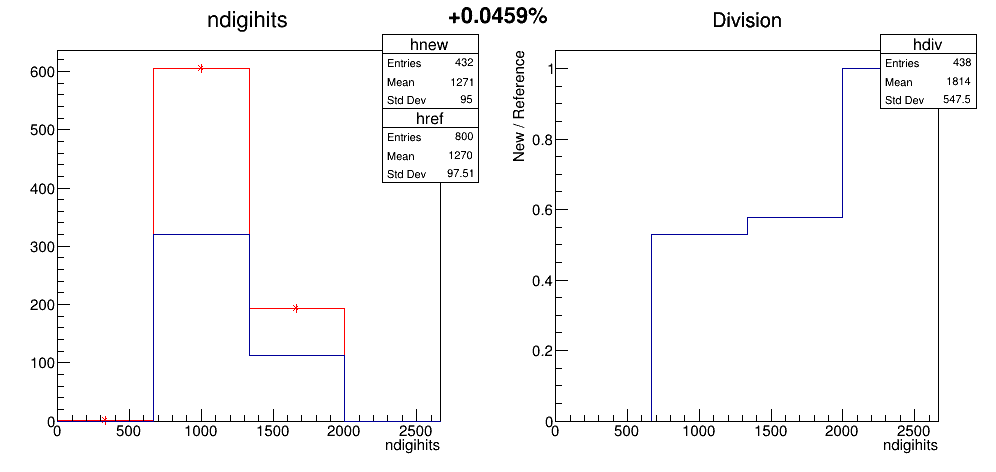 +0.0459%
ndigihits
hnew
Entries 432
Mean 1271
Std Dev 95
href
Entries 800
Mean 1270
Std Dev 97.51
600
500
400
300
200
100
0
0 500 1000 1500 2000 2500
ndigihits
Division
hdiv
Entries 438
Mean 1814
Std Dev 547.5
New / Reference
1
0.8
0.6
0.4
0.2
0
0 500 1000 1500 2000 2500
ndigihits